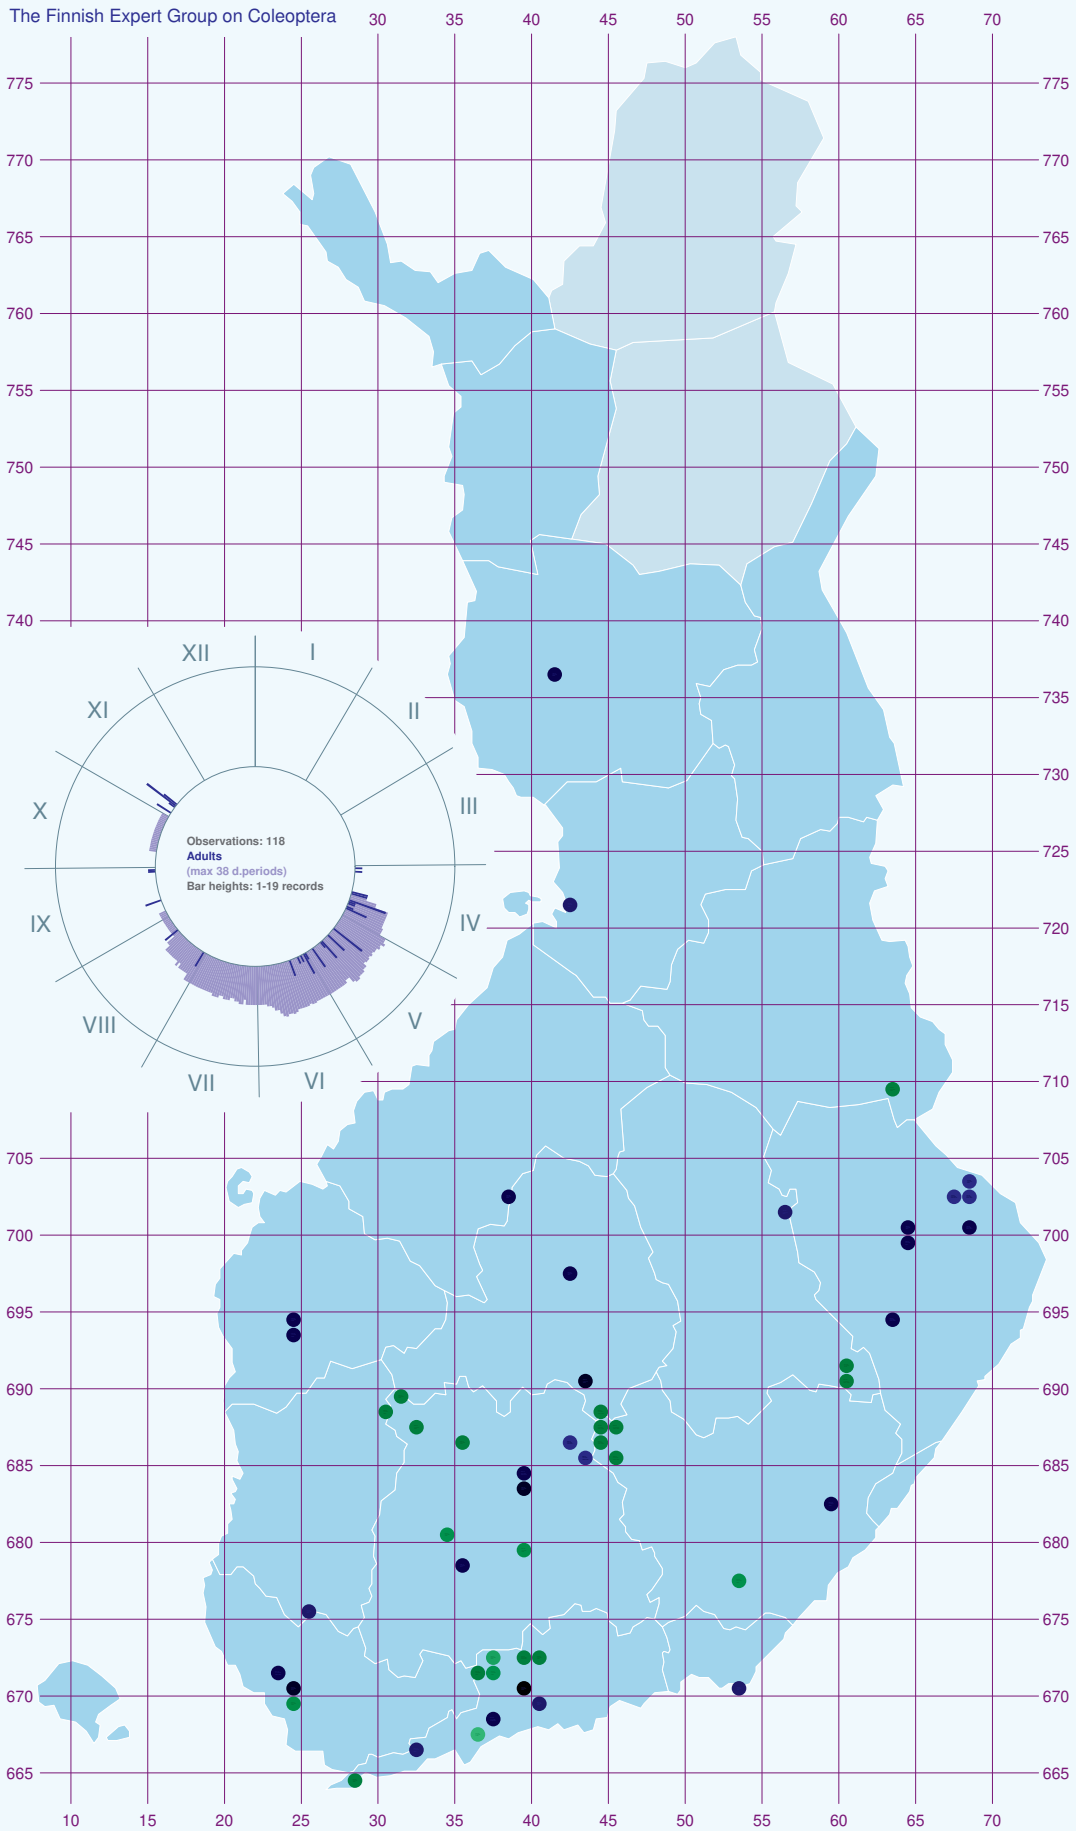 The Finnish Expert Group on Coleoptera
30 35 40 45 50 55 60 65 70
775 775
770 770
765 765
760 760
755 755
750 750
745 745
740 740
XII I
XI II
735
730
X III
Observations: 118
Adults
(max 38 d.periods)
Bar heights: 1-19 records
725
IX IV
720
715
VIII V
VII VI
710
705 705
700 700
695 695
690 690
685 685
680 680
675 675
670 670
665 665
10 15 20 25 30 35 40 45 50 55 60 65 70